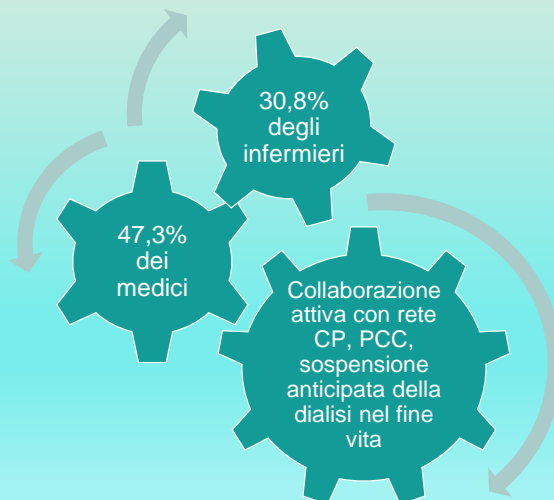 30,8%
degli
infermieri
47,3%
dei
medici
Collaborazione
attiva con rete
CP, PCC,
sospensione
anticipata della
dialisi nel fine
vita